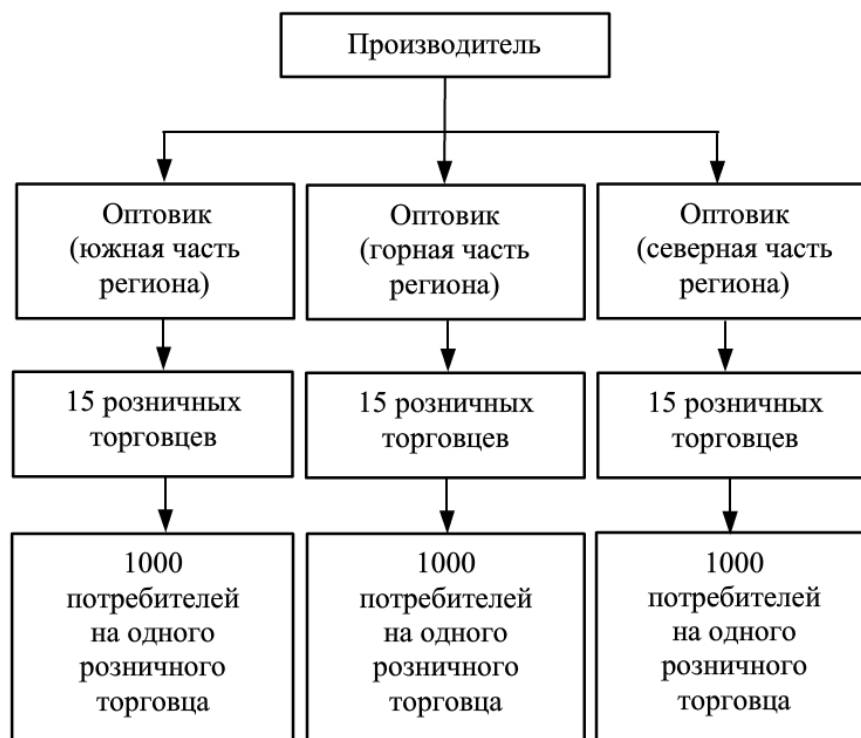 Производитель
Оптовик
(южная часть
региона)
Оптовик
(горная часть
региона)
Оптовик
(северная часть
региона)
15 розничных
торговцев
15 розничных
торговцев
15 розничных
торговцев
1000
потребителей
на одного
розничного
торговца
1000
потребителей
на одного
розничного
торговца
1000
потребителей
на одного
розничного
торговца